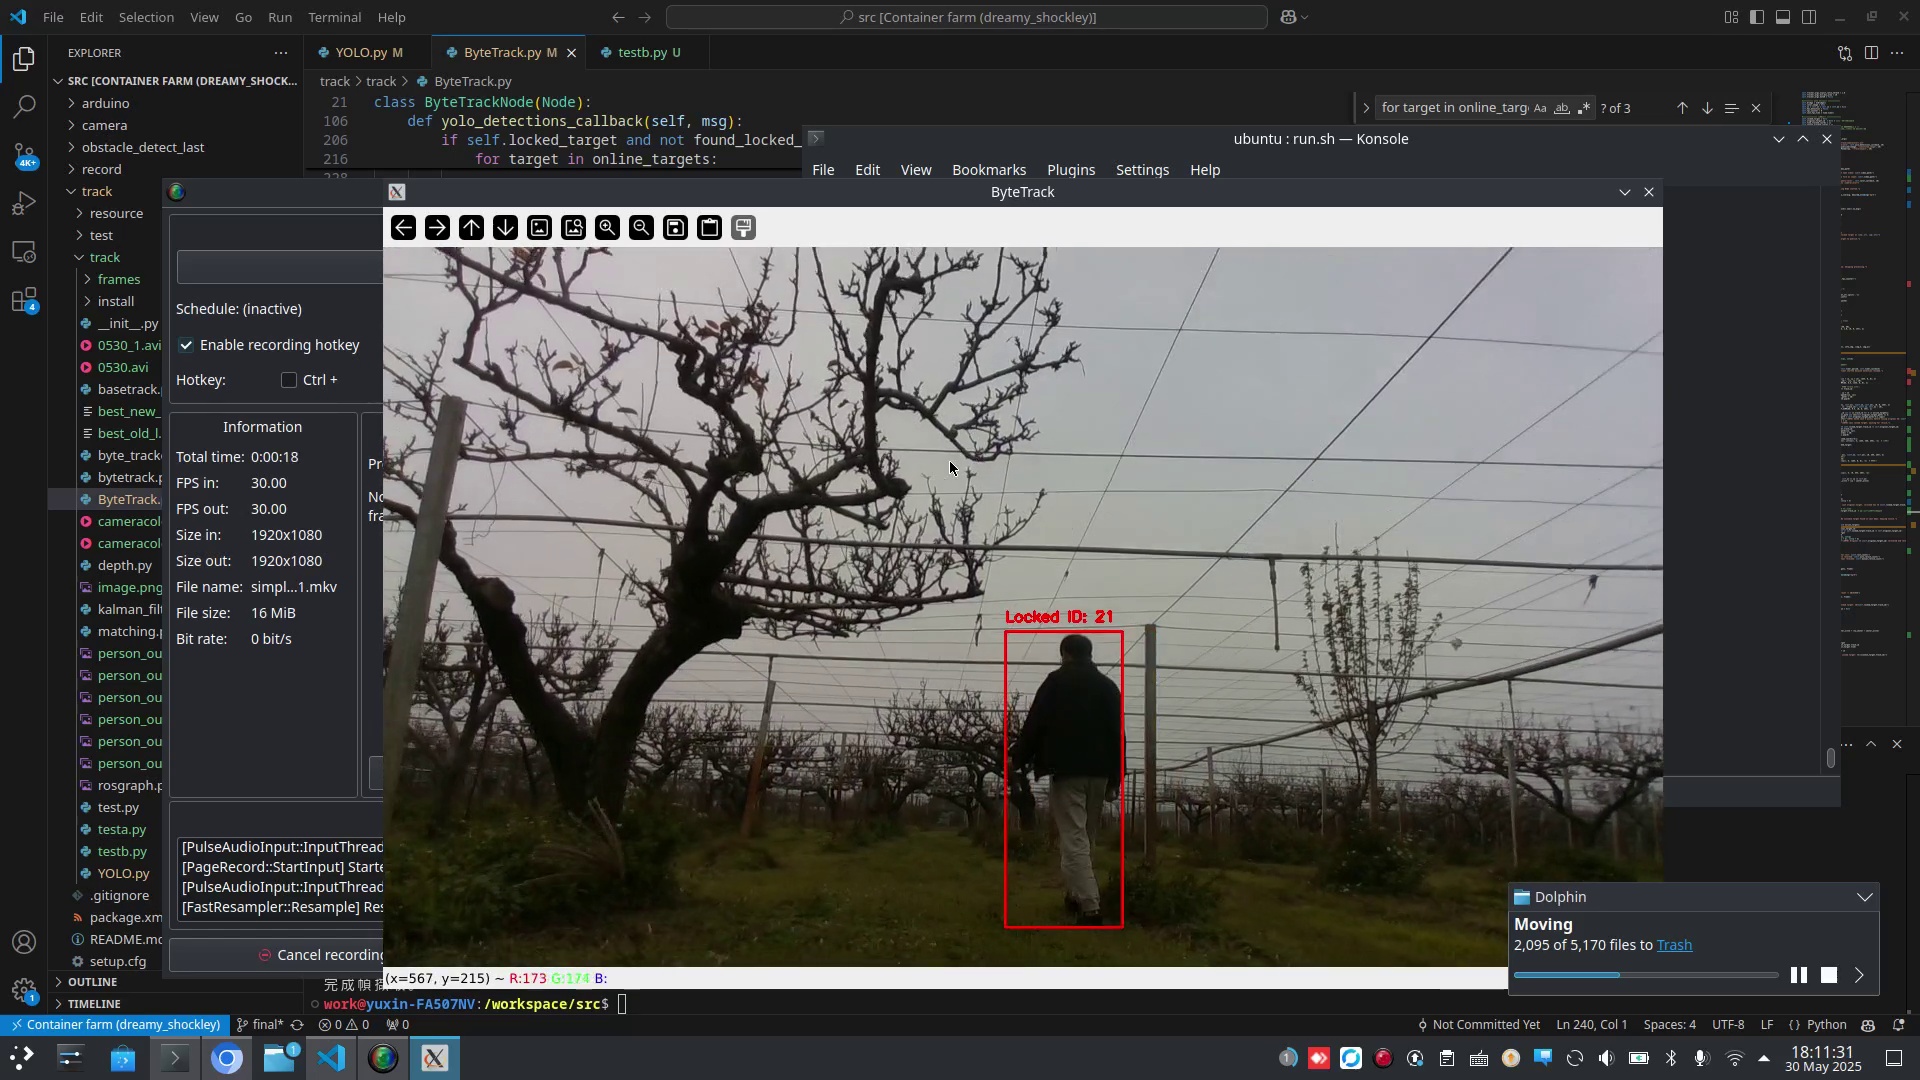 File Edit Selection View Go Run Terminal Help
src [Container farm (dreamy_shockley)]
EXPLORER
YOLO.py M
ByteTrack.py M
testb.py U
SRC [CONTAINER FARM (DREAMY_SHOCK...
track > track > ByteTrack.py
arduino
camera
obstacle_detect_last
record
track
resource
test
track
frames
install
__init__.py
0530_1.avi
0530.avi
basetrack.
best_new_
best_old_l.
byte_track
bytetrack.p
ByteTrack.
cameracol
cameracol
depth.py
image.png
kalman_filt
matching.p
person_ou
person_ou
person_ou
person_ou
person_ou
person_ou
rosgraph.p
test.py
testa.py
testb.py
YOLO.py
.gitignore
package.xm
README.md
setup.cfg
OUTLINE
TIMELINE
4K+
4
1
21 class ByteTrackNode(Node):
106 def yolo_detections_callback(self, msg):
206 if self.locked_target and not found_locked_
216 for target in online_targets:
for target in online_targ
Aa ab .*
? of 3
ubuntu : run.sh — Konsole
File Edit View Bookmarks Plugins Settings Help
Schedule: (inactive)
Enable recording hotkey
Hotkey: Ctrl +
Information
Total time: 0:00:18
FPS in: 30.00
FPS out: 30.00
Size in: 1920x1080
Size out: 1920x1080
File name: simpl...1.mkv
File size: 16 MiB
Bit rate: 0 bit/s
Pr
No
fra
[PulseAudioInput::InputThread
[PageRecord::StartInput] Starte
[PulseAudioInput::InputThread
[FastResampler::Resample] Res
Cancel recording
ByteTrack
Locked ID: 21
(x=567, y=215) ~ R:173 G:174 B:
work@yuxin-FA507NV:/workspace/src$
Dolphin
Moving
2,095 of 5,170 files to Trash
Container farm (dreamy_shockley)
final*
0 0
0
Not Committed Yet
Ln 240, Col 1
Spaces: 4
UTF-8
LF
{} Python
1
1
18:11:31
30 May 2025